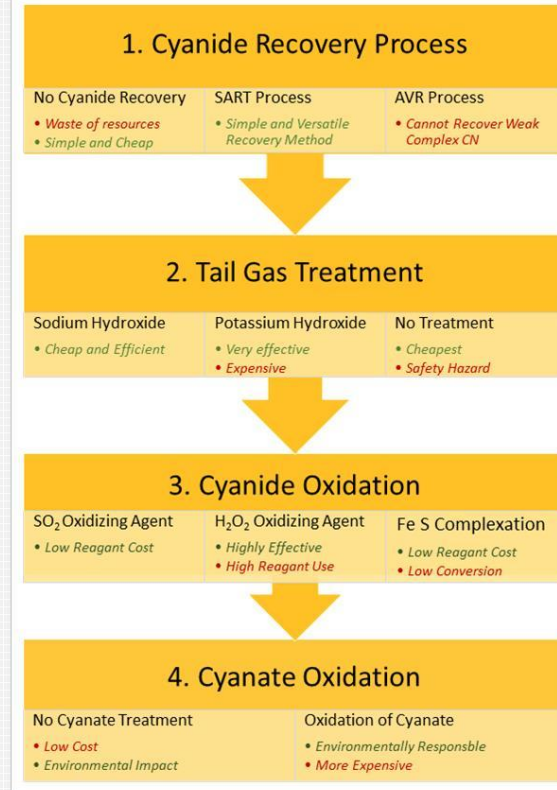 1. Cyanide Recovery Process
No Cyanide Recovery
• Waste of resources
• Simple and Cheap
SART Process
• Simple and Versatile
Recovery Method
AVR Process
• Cannot Recover Weak
Complex CN
2. Tail Gas Treatment
Sodium Hydroxide
• Cheap and Efficient
Potassium Hydroxide
• Very effective
• Expensive
No Treatment
• Cheapest
• Safety Hazard
3. Cyanide Oxidation
SO₂ Oxidizing Agent
• Low Reagant Cost
H₂O₂ Oxidizing Agent
• Highly Effective
• High Reagant Use
Fe S Complexation
• Low Reagant Cost
• Low Conversion
4. Cyanate Oxidation
No Cyanate Treatment
• Low Cost
• Environmental Impact
Oxidation of Cyanate
• Environmentally Responsble
• More Expensive